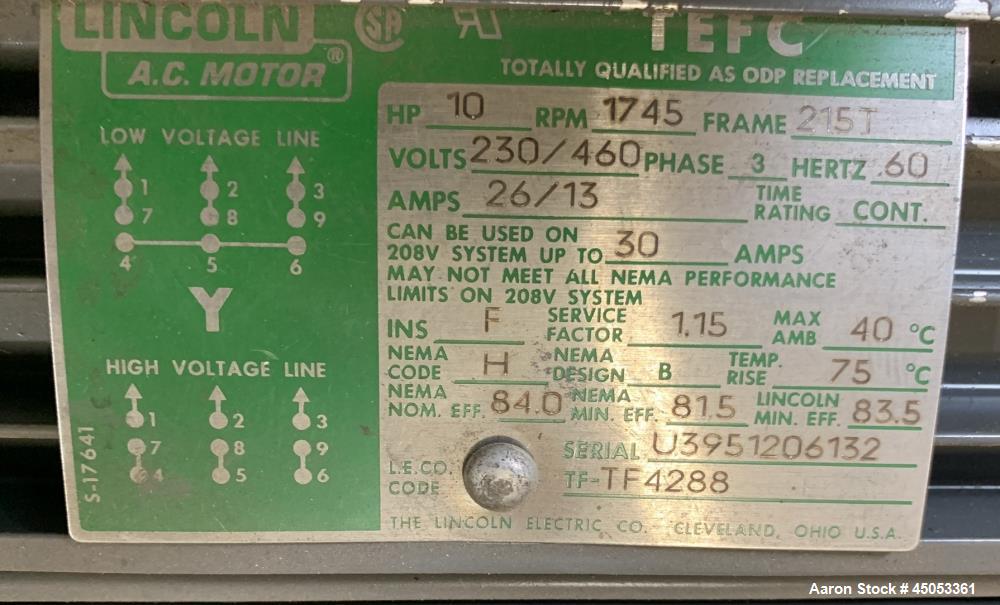 LINCOLN ®
A.C. MOTOR
SA
TEFC
TOTALLY QUALIFIED AS ODP REPLACEMENT
LOW VOLTAGE LINE
1 2 3
7 8 9
4 5 6
Y
HIGH VOLTAGE LINE
1 2 3
7 8 9
4 5 6
S-17641
HP 10 RPM 1745 FRAME 215T
VOLTS 230/460 PHASE 3 HERTZ 60
AMPS 26/13 TIME RATING CONT.
CAN BE USED ON
208V SYSTEM UP TO 30 AMPS
MAY NOT MEET ALL NEMA PERFORMANCE
LIMITS ON 208V SYSTEM
INS F SERVICE FACTOR 1.15 MAX AMB 40 °C
NEMA CODE H NEMA DESIGN B TEMP. RISE 75 °C
NEMA NOM. EFF. 84.0 NEMA MIN. EFF. 81.5 LINCOLN MIN. EFF. 83.5
SERIAL U3951206132
L.E.CO. CODE TF-TF4288
THE LINCOLN ELECTRIC CO. CLEVELAND, OHIO U.S.A.
Aaron Stock # 45053361